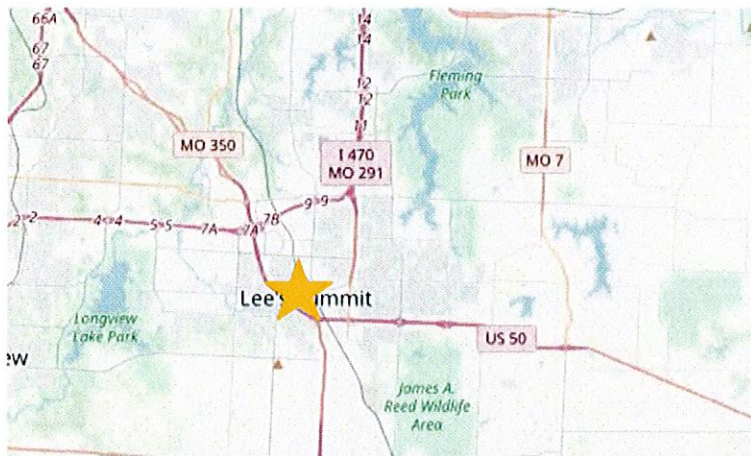 66A
67
67
14
14
12
12
11
Fleming
Park
MO 350
I 470
MO 291
MO 7
2
2
4
4
5
5
7A
7A
7B
9
9
Lee's Summit
Longview
Lake Park
ew
US 50
James A.
Reed Wildlife
Area